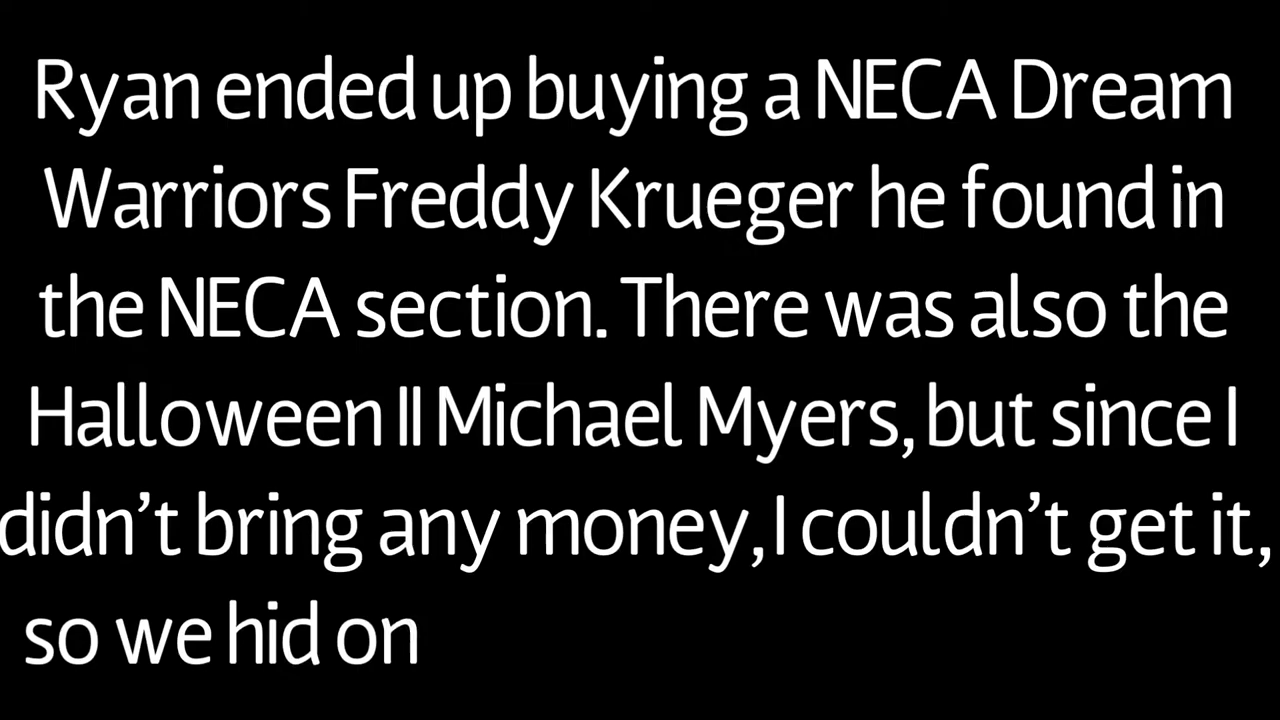 Ryan ended up buying a NECA Dream
Warriors Freddy Krueger he found in
the NECA section. There was also the
Halloween II Michael Myers, but since I
didn’t bring any money, I couldn’t get it,
so we hid on